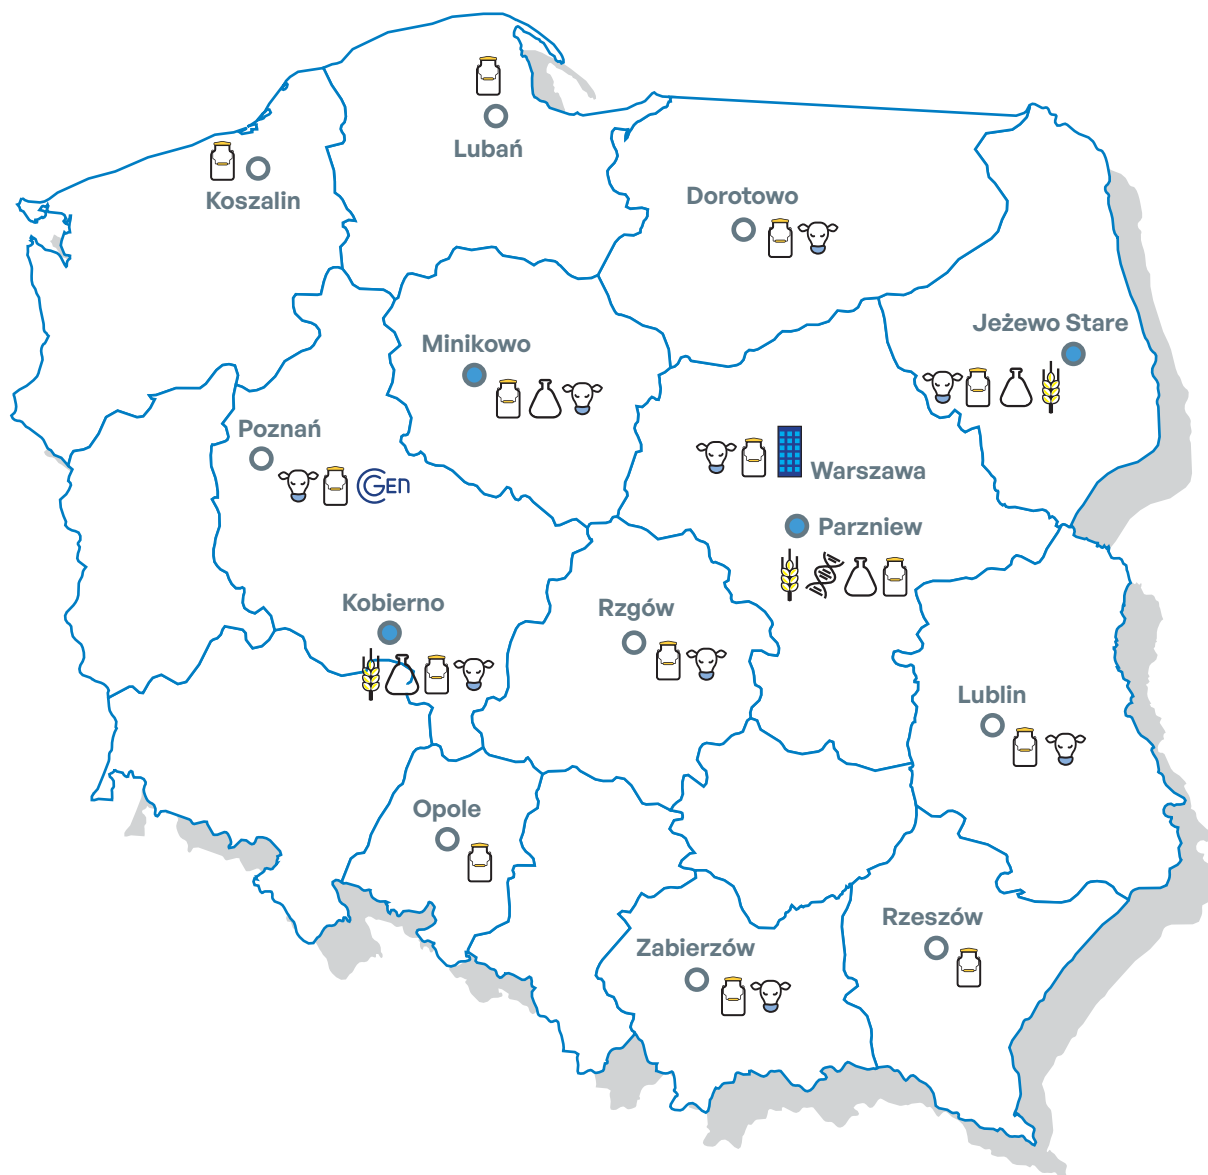 Lubań
Koszalin
Dorotowo
Jeżewo Stare
Minikowo
Poznań
GEn
Warszawa
Parzniew
Kobierno
Rzgów
Lublin
Opole
Rzeszów
Zabierzów